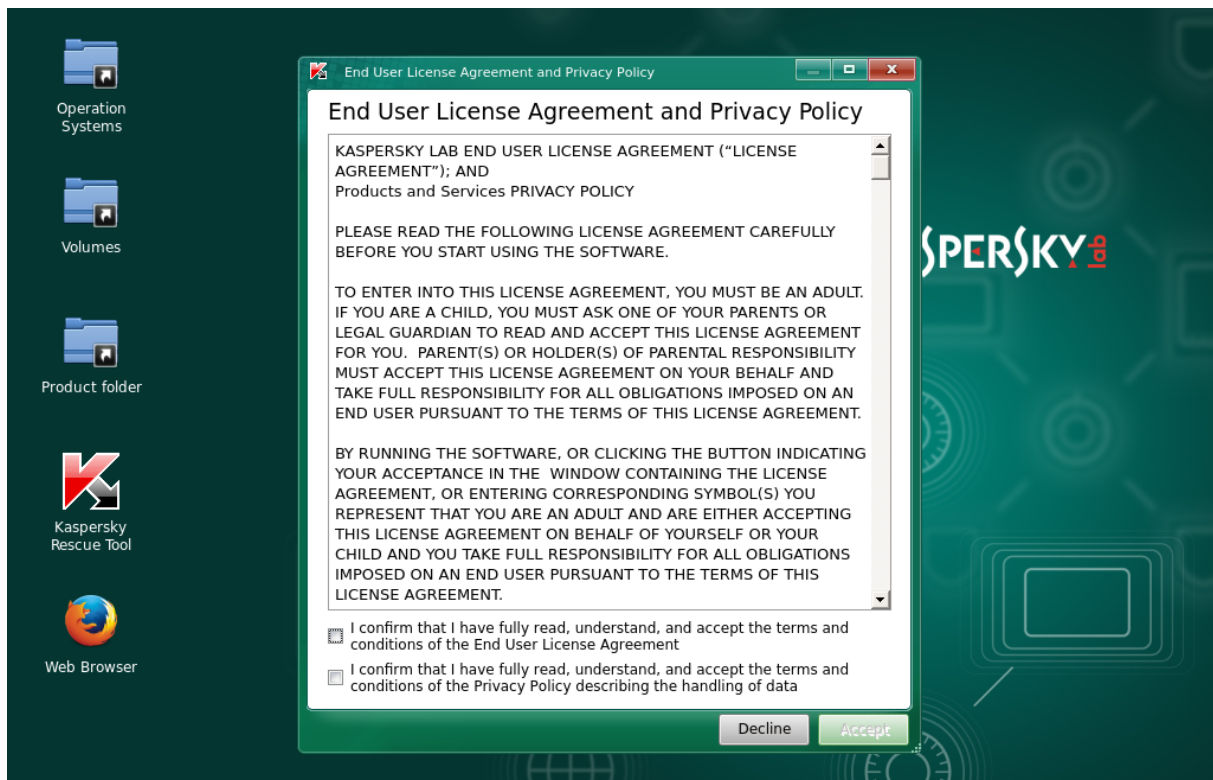 Operation
Systems
Volumes
Product folder
Kaspersky
Rescue Tool
Web Browser
End User License Agreement and Privacy Policy
End User License Agreement and Privacy Policy
KASPERSKY LAB END USER LICENSE AGREEMENT (“LICENSE
AGREEMENT”); AND
Products and Services PRIVACY POLICY
PLEASE READ THE FOLLOWING LICENSE AGREEMENT CAREFULLY
BEFORE YOU START USING THE SOFTWARE.
TO ENTER INTO THIS LICENSE AGREEMENT, YOU MUST BE AN ADULT.
IF YOU ARE A CHILD, YOU MUST ASK ONE OF YOUR PARENTS OR
LEGAL GUARDIAN TO READ AND ACCEPT THIS LICENSE AGREEMENT
FOR YOU.  PARENT(S) OR HOLDER(S) OF PARENTAL RESPONSIBILITY
MUST ACCEPT THIS LICENSE AGREEMENT ON YOUR BEHALF AND
TAKE FULL RESPONSIBILITY FOR ALL OBLIGATIONS IMPOSED ON AN
END USER PURSUANT TO THE TERMS OF THIS LICENSE AGREEMENT.
BY RUNNING THE SOFTWARE, OR CLICKING THE BUTTON INDICATING
YOUR ACCEPTANCE IN THE  WINDOW CONTAINING THE LICENSE
AGREEMENT, OR ENTERING CORRESPONDING SYMBOL(S) YOU
REPRESENT THAT YOU ARE AN ADULT AND ARE EITHER ACCEPTING
THIS LICENSE AGREEMENT ON BEHALF OF YOURSELF OR YOUR
CHILD AND YOU TAKE FULL RESPONSIBILITY FOR ALL OBLIGATIONS
IMPOSED ON AN END USER PURSUANT TO THE TERMS OF THIS
LICENSE AGREEMENT.
I confirm that I have fully read, understand, and accept the terms and
conditions of the End User License Agreement
I confirm that I have fully read, understand, and accept the terms and
conditions of the Privacy Policy describing the handling of data
Decline
Accept
SPERSKY lab